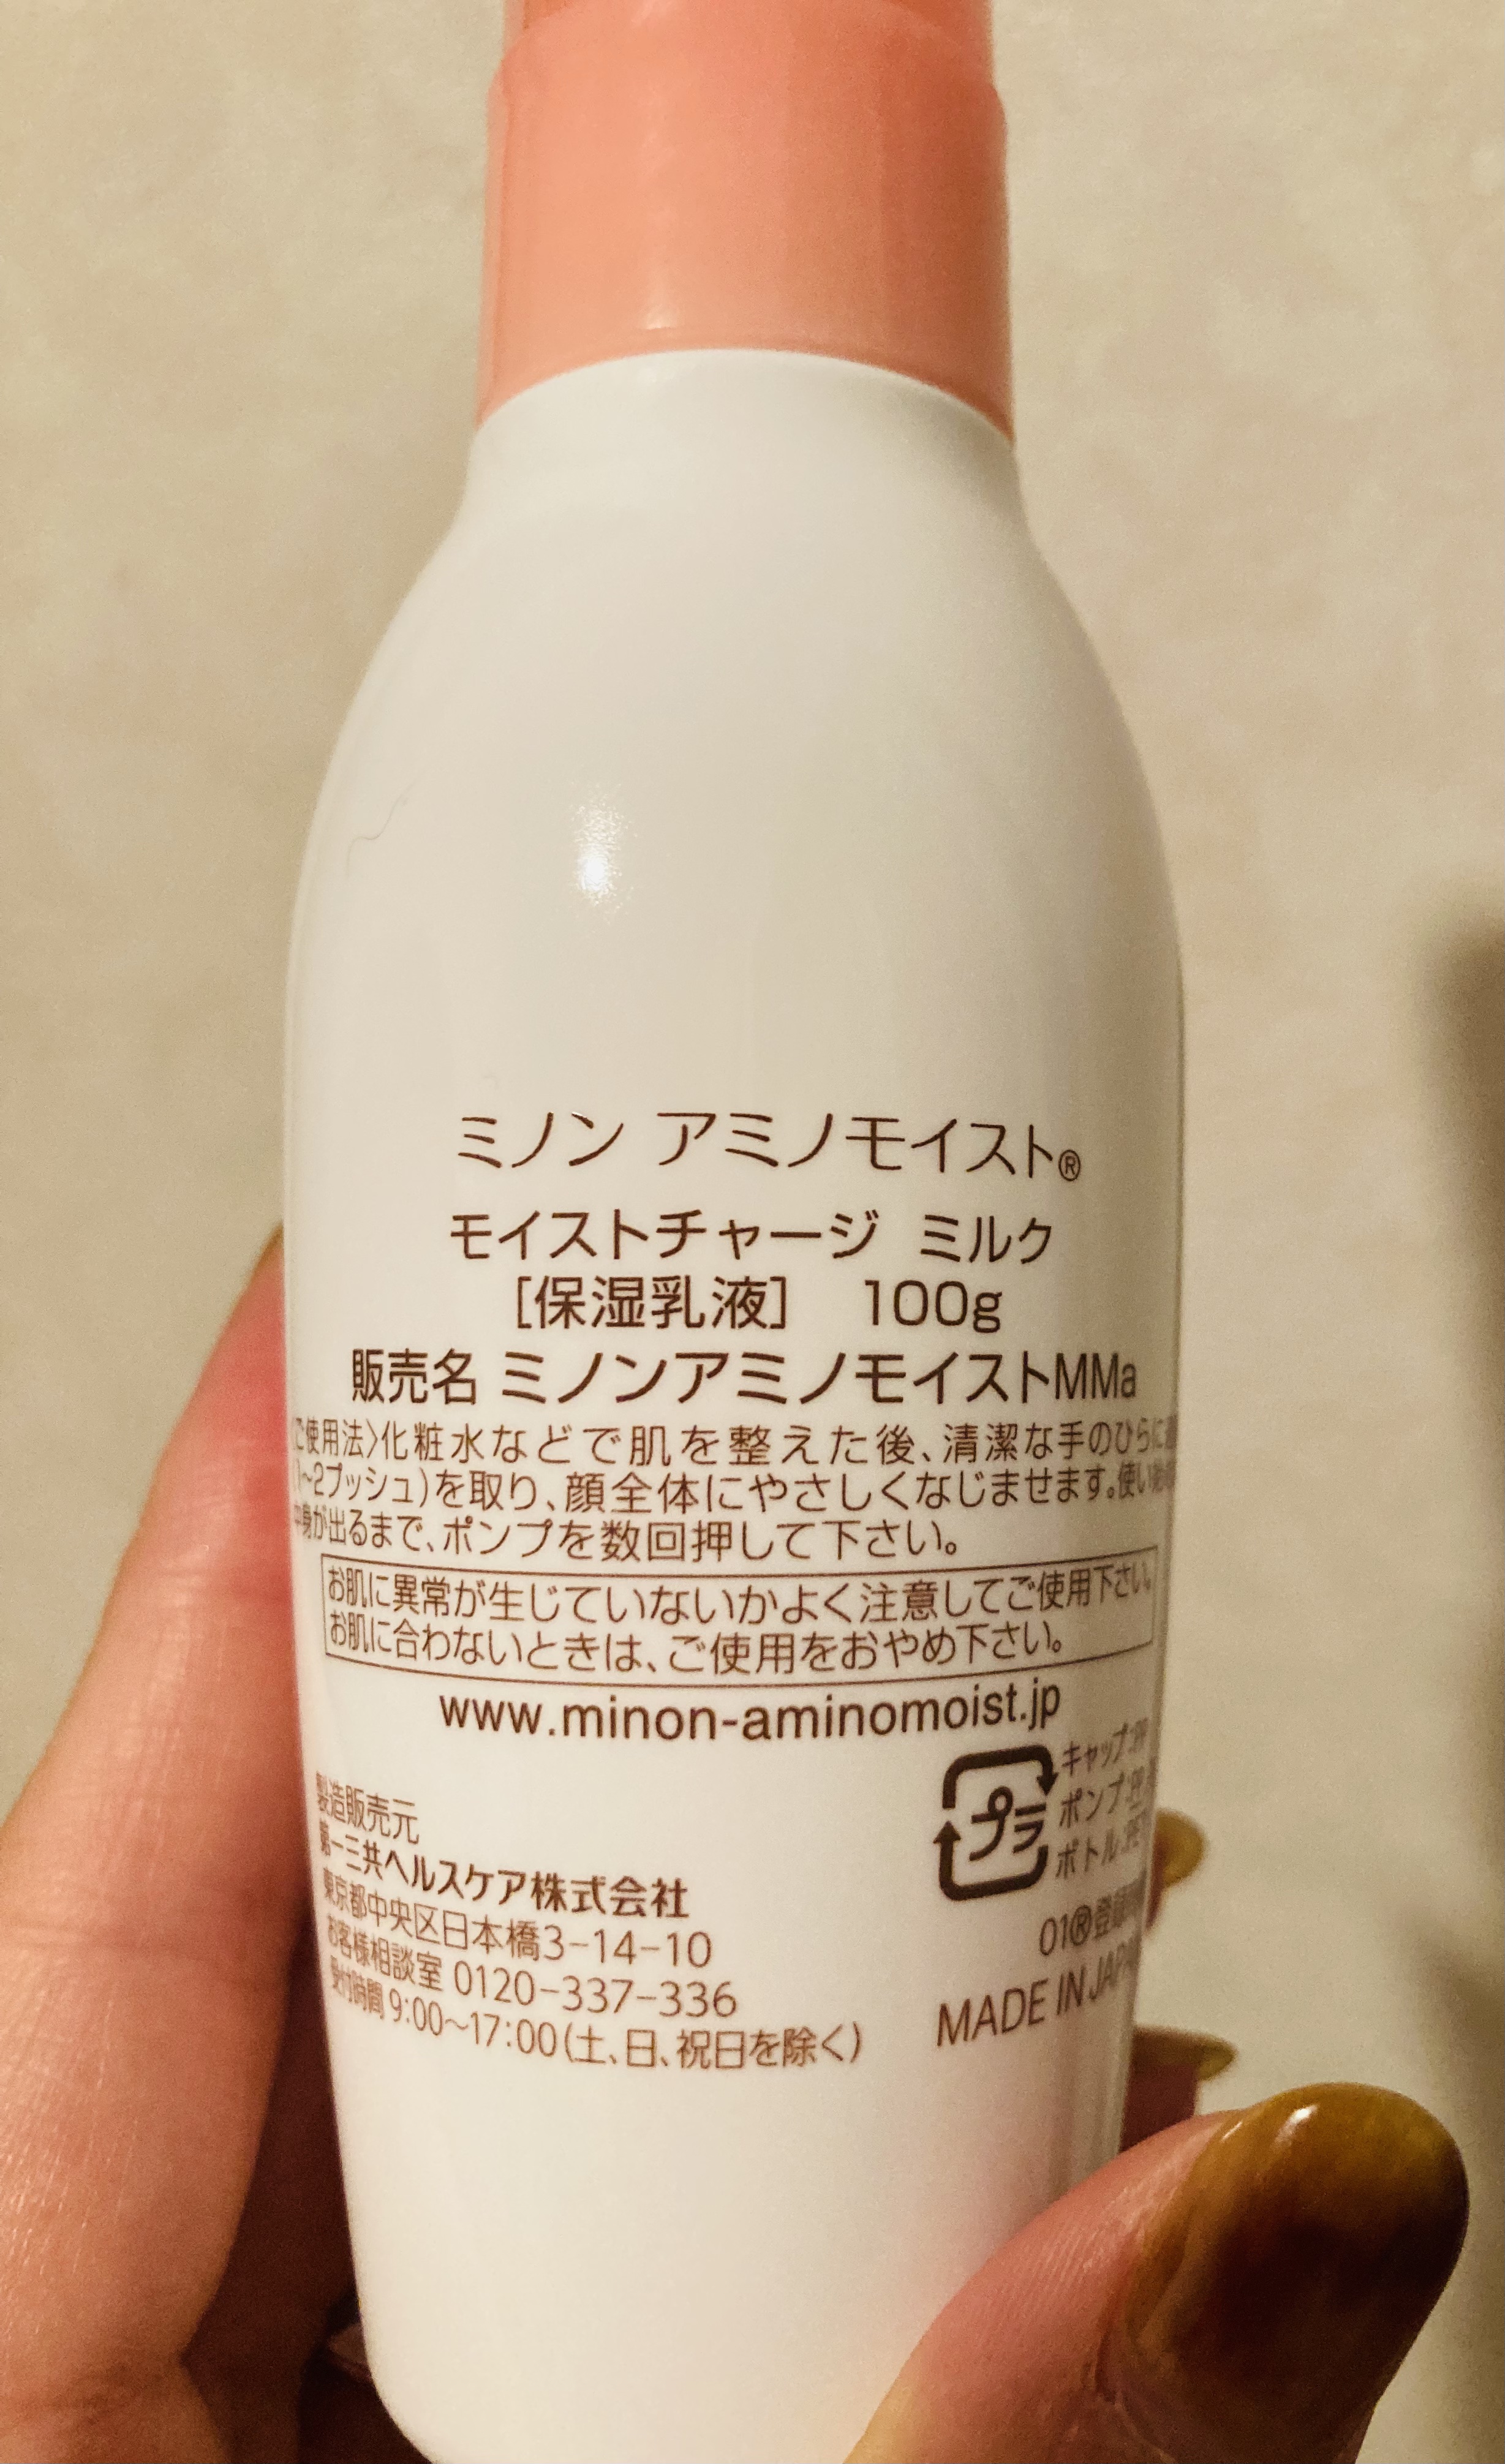 ミノン アミノモイスト®
モイストチャージ ミルク
[保湿乳液] 100g
販売名 ミノンアミノモイストMMa
〈ご使用法〉化粧水などで肌を整えた後、清潔な手のひらに
(1~2プッシュ)を取り、顔全体にやさしくなじませます。使い
中身が出るまで、ポンプを数回押して下さい。
お肌に異常が生じていないかよく注意してご使用下さい。
お肌に合わないときは、ご使用をおやめ下さい。
www.minon-aminomoist.jp
プラ
キャップ:PP
ポンプ:PP
ボトル:PET
製造販売元
第一三共ヘルスケア株式会社
東京都中央区日本橋3-14-10
お客様相談室 0120-337-336
受付時間 9:00~17:00(土、日、祝日を除く)
01®登録
MADE IN JAPAN